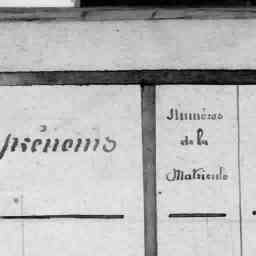 prénoms
Numéros
de la
Matricule